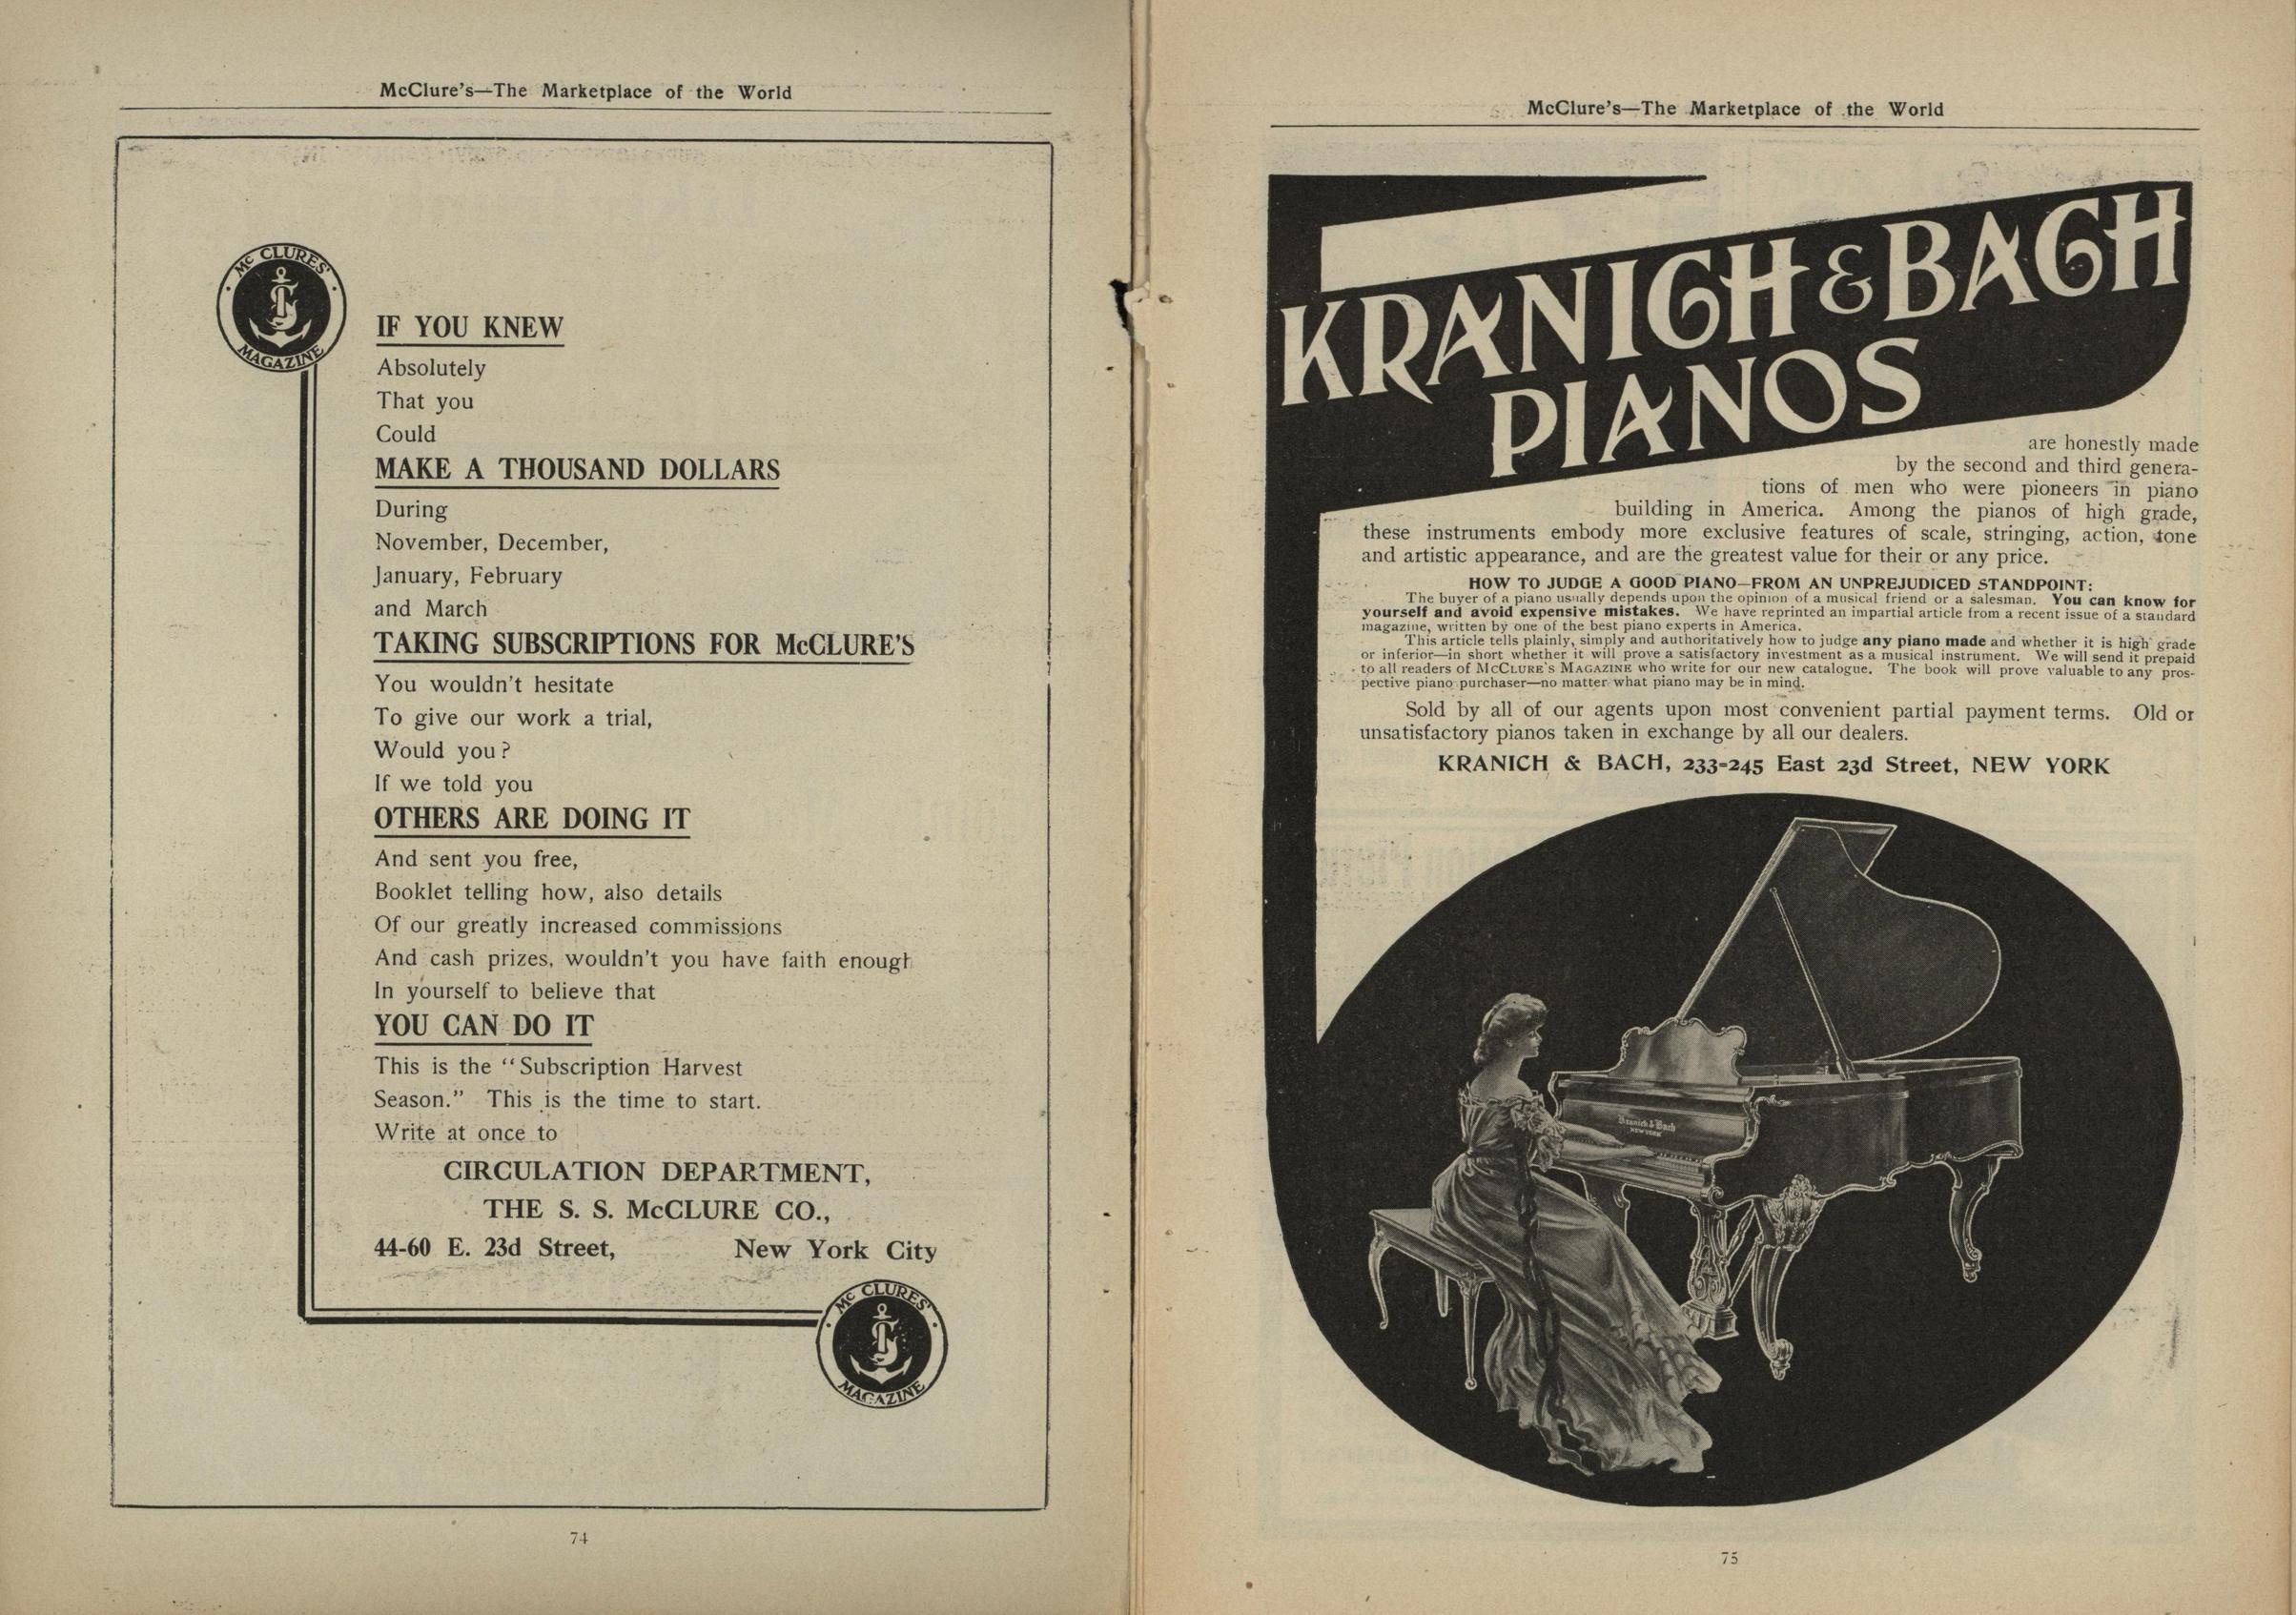 McClure's—The Marketplace of the World
McCLURES'
MAGAZINE
IF YOU KNEW
Absolutely
That you
Could
MAKE A THOUSAND DOLLARS
During
November, December,
January, February
and March
TAKING SUBSCRIPTIONS FOR McCLURE'S
You wouldn't hesitate
To give our work a trial,
Would you?
If we told you
OTHERS ARE DOING IT
And sent you free,
Booklet telling how, also details
Of our greatly increased commissions
And cash prizes, wouldn't you have faith enough
In yourself to believe that
YOU CAN DO IT
This is the "Subscription Harvest
Season." This is the time to start.
Write at once to
CIRCULATION DEPARTMENT,
THE S. S. McCLURE CO.,
44-60 E. 23d Street, New York City
McCLURES'
MAGAZINE
74
McClure's—The Marketplace of the World
KRANICH & BACH
PIANOS
are honestly made
by the second and third genera-
tions of men who were pioneers in piano
building in America. Among the pianos of high grade,
these instruments embody more exclusive features of scale, stringing, action, tone
and artistic appearance, and are the greatest value for their or any price.
HOW TO JUDGE A GOOD PIANO—FROM AN UNPREJUDICED STANDPOINT:
The buyer of a piano usually depends upon the opinion of a musical friend or a salesman. You can know for
yourself and avoid expensive mistakes. We have reprinted an impartial article from a recent issue of a standard
magazine, written by one of the best piano experts in America.
This article tells plainly, simply and authoritatively how to judge any piano made and whether it is high grade
or inferior—in short whether it will prove a satisfactory investment as a musical instrument. We will send it prepaid
to all readers of McCLURE'S MAGAZINE who write for our new catalogue. The book will prove valuable to any pros-
pective piano purchaser—no matter what piano may be in mind.
Sold by all of our agents upon most convenient partial payment terms. Old or
unsatisfactory pianos taken in exchange by all our dealers.
KRANICH & BACH, 233-245 East 23d Street, NEW YORK
Kranich & Bach
NEW YORK
75